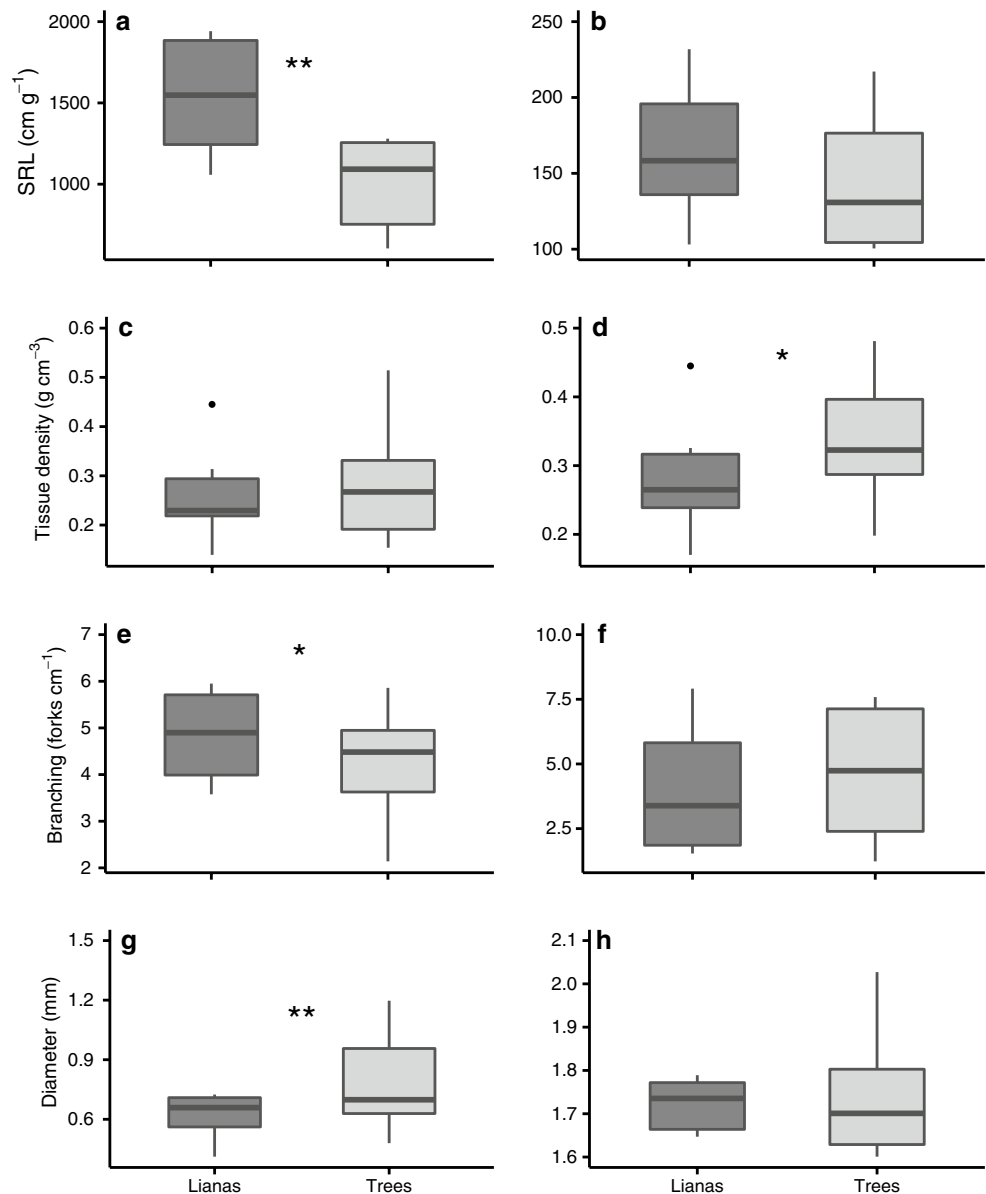 a
2000
1500
1000
SRL (cm g⁻¹)
**
b
250
200
150
100
c
0.6
0.5
0.4
0.3
0.2
Tissue density (g cm⁻³)
d
0.5
0.4
0.3
0.2
*
e
7
6
5
4
3
2
Branching (forks cm⁻¹)
*
f
10.0
7.5
5.0
2.5
g
1.5
1.2
0.9
0.6
Diameter (mm)
**
Lianas Trees
h
2.1
2.0
1.9
1.8
1.7
1.6
Lianas Trees